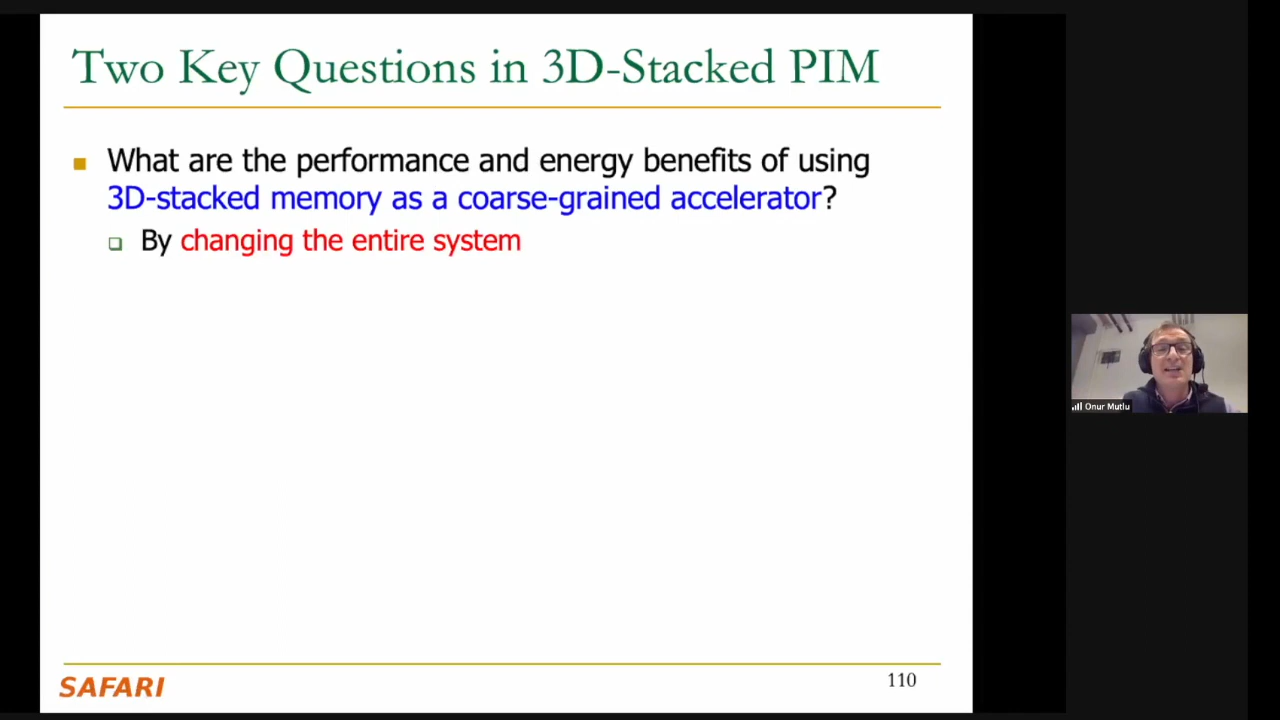 Two Key Questions in 3D-Stacked PIM
What are the performance and energy benefits of using
3D-stacked memory as a coarse-grained accelerator?
By changing the entire system
Onur Mutlu
SAFARI
110